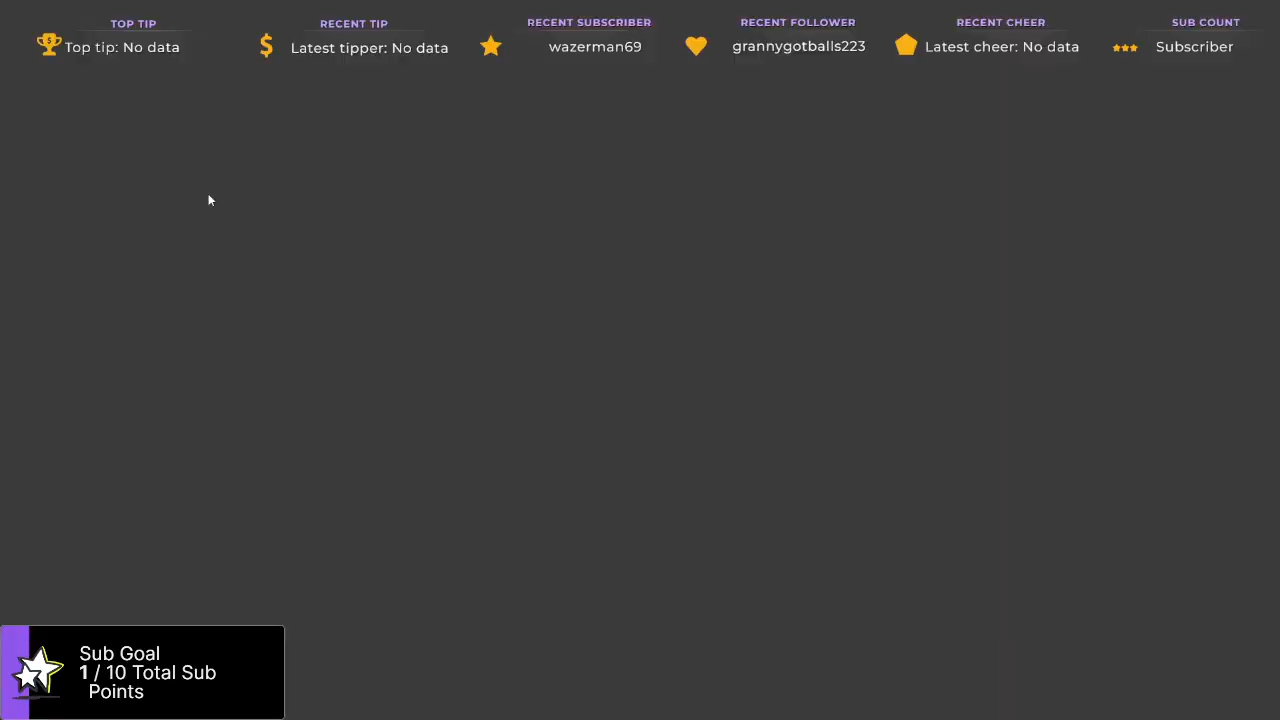 TOP TIP
Top tip: No data
RECENT TIP
Latest tipper: No data
RECENT SUBSCRIBER
wazerman69
RECENT FOLLOWER
grannygotballs223
RECENT CHEER
Latest cheer: No data
SUB COUNT
Subscriber
Sub Goal
1 / 10 Total Sub
Points